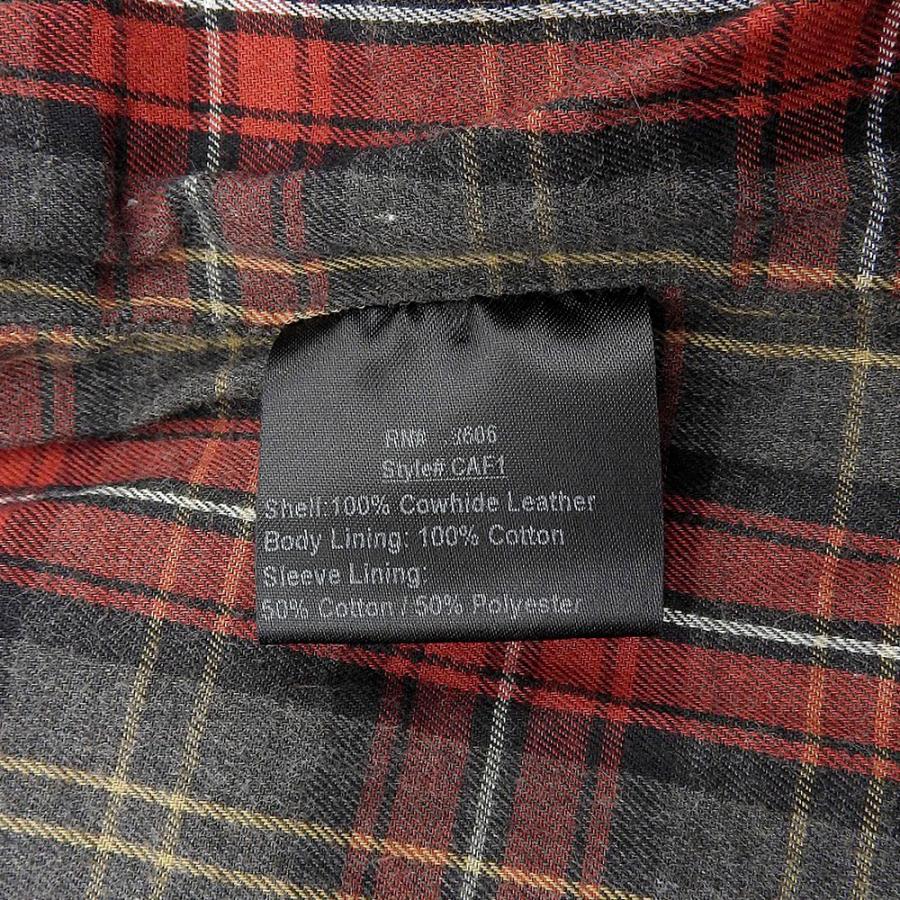 RN# 3606
Style# CAF1
Shell:100% Cowhide Leather
Body Lining: 100% Cotton
Sleeve Lining:
50% Cotton / 50% Polyester